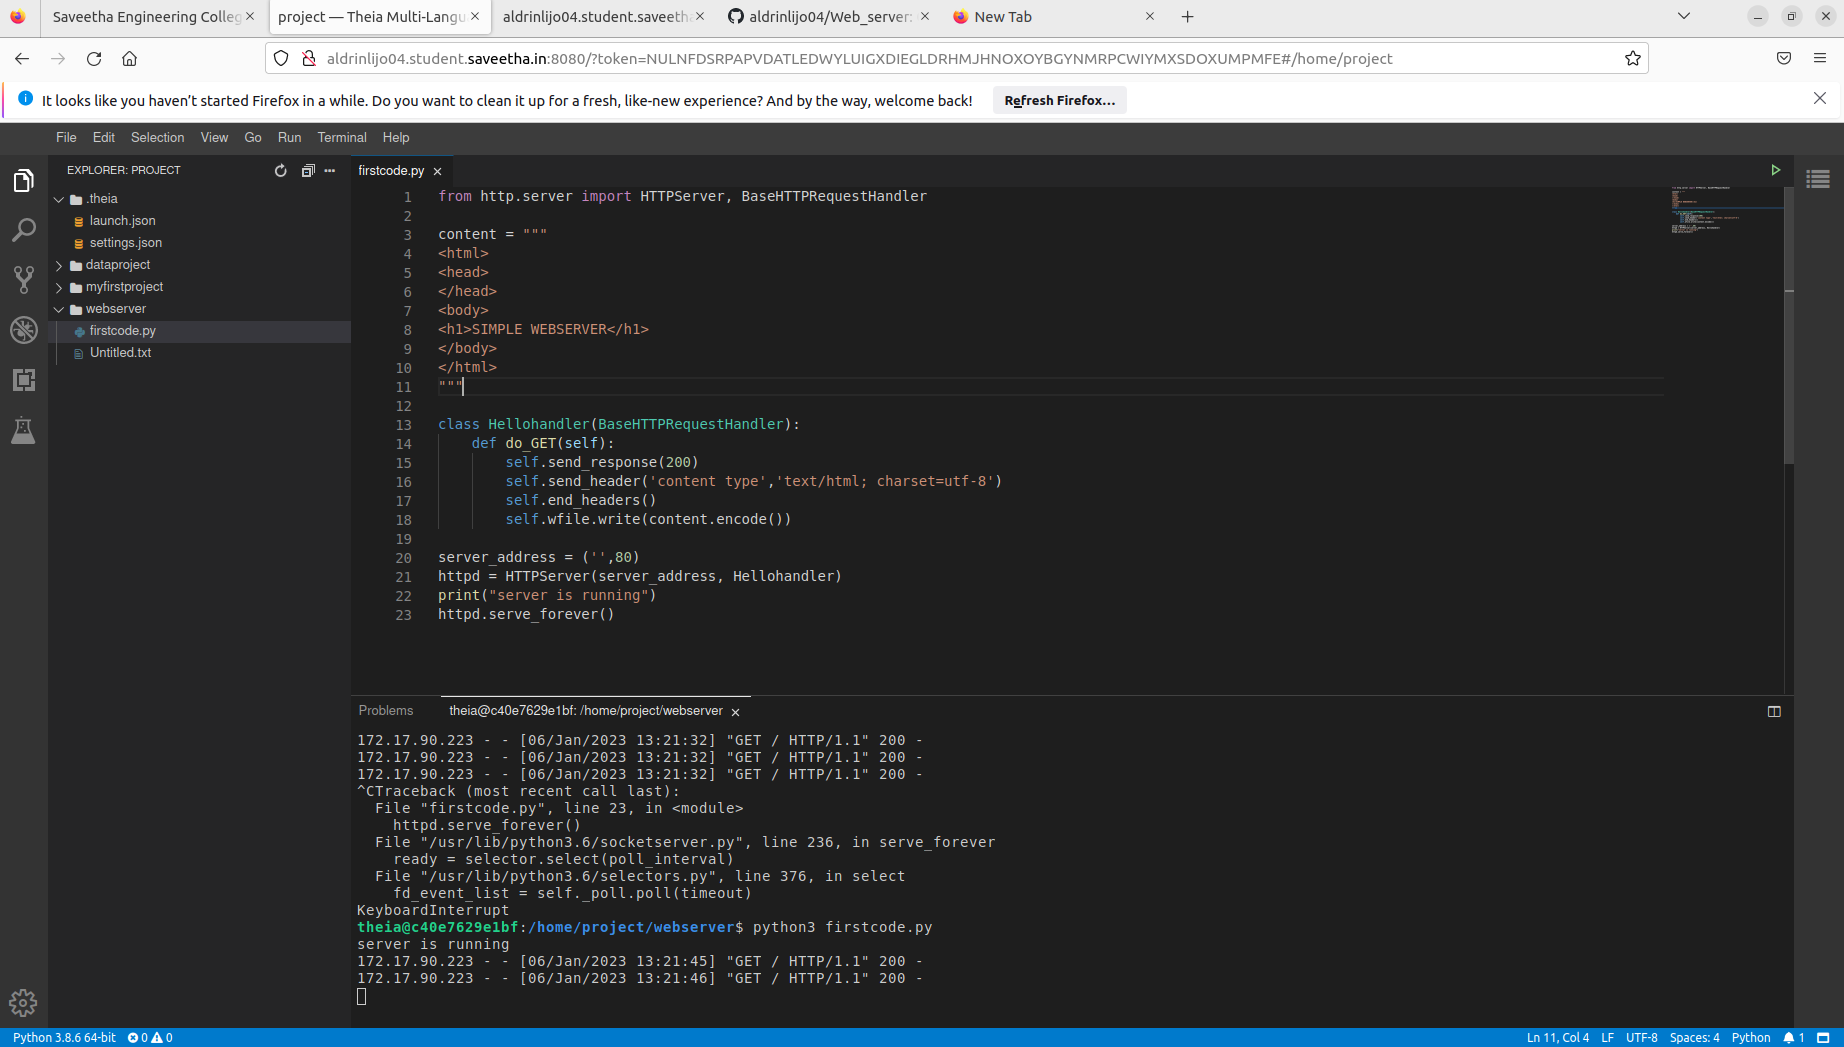 Saveetha Engineering Colleg
project — Theia Multi-Langu
aldrinlijo04.student.saveetha
aldrinlijo04/Web_server:
New Tab
aldrinlijo04.student.saveetha.in:8080/?token=NULNFDSRPAPVDATLEDWYLUIGXDIEGLDRHMJHNOXOYBGYNMRPCWIYMXSDOXUMPMFE#/home/project
It looks like you haven't started Firefox in a while. Do you want to clean it up for a fresh, like-new experience? And by the way, welcome back!
Refresh Firefox...
File Edit Selection View Go Run Terminal Help
EXPLORER: PROJECT
.theia
launch.json
settings.json
dataproject
myfirstproject
webserver
firstcode.py
Untitled.txt
firstcode.py
1 from http.server import HTTPServer, BaseHTTPRequestHandler
2
3 content = """
4 <html>
5 <head>
6 </head>
7 <body>
8 <h1>SIMPLE WEBSERVER</h1>
9 </body>
10 </html>
11 """
12
13 class Hellohandler(BaseHTTPRequestHandler):
14     def do_GET(self):
15         self.send_response(200)
16         self.send_header('content type','text/html; charset=utf-8')
17         self.end_headers()
18         self.wfile.write(content.encode())
19
20 server_address = ('',80)
21 httpd = HTTPServer(server_address, Hellohandler)
22 print("server is running")
23 httpd.serve_forever()
Problems
theia@c40e7629e1bf: /home/project/webserver
172.17.90.223 - - [06/Jan/2023 13:21:32] "GET / HTTP/1.1" 200 -
172.17.90.223 - - [06/Jan/2023 13:21:32] "GET / HTTP/1.1" 200 -
172.17.90.223 - - [06/Jan/2023 13:21:32] "GET / HTTP/1.1" 200 -
^CTraceback (most recent call last):
  File "firstcode.py", line 23, in <module>
    httpd.serve_forever()
  File "/usr/lib/python3.6/socketserver.py", line 236, in serve_forever
    ready = selector.select(poll_interval)
  File "/usr/lib/python3.6/selectors.py", line 376, in select
    fd_event_list = self._poll.poll(timeout)
KeyboardInterrupt
theia@c40e7629e1bf:/home/project/webserver$ python3 firstcode.py
server is running
172.17.90.223 - - [06/Jan/2023 13:21:45] "GET / HTTP/1.1" 200 -
172.17.90.223 - - [06/Jan/2023 13:21:46] "GET / HTTP/1.1" 200 -
Python 3.8.6 64-bit 0 0
Ln 11, Col 4 LF UTF-8 Spaces: 4 Python 1